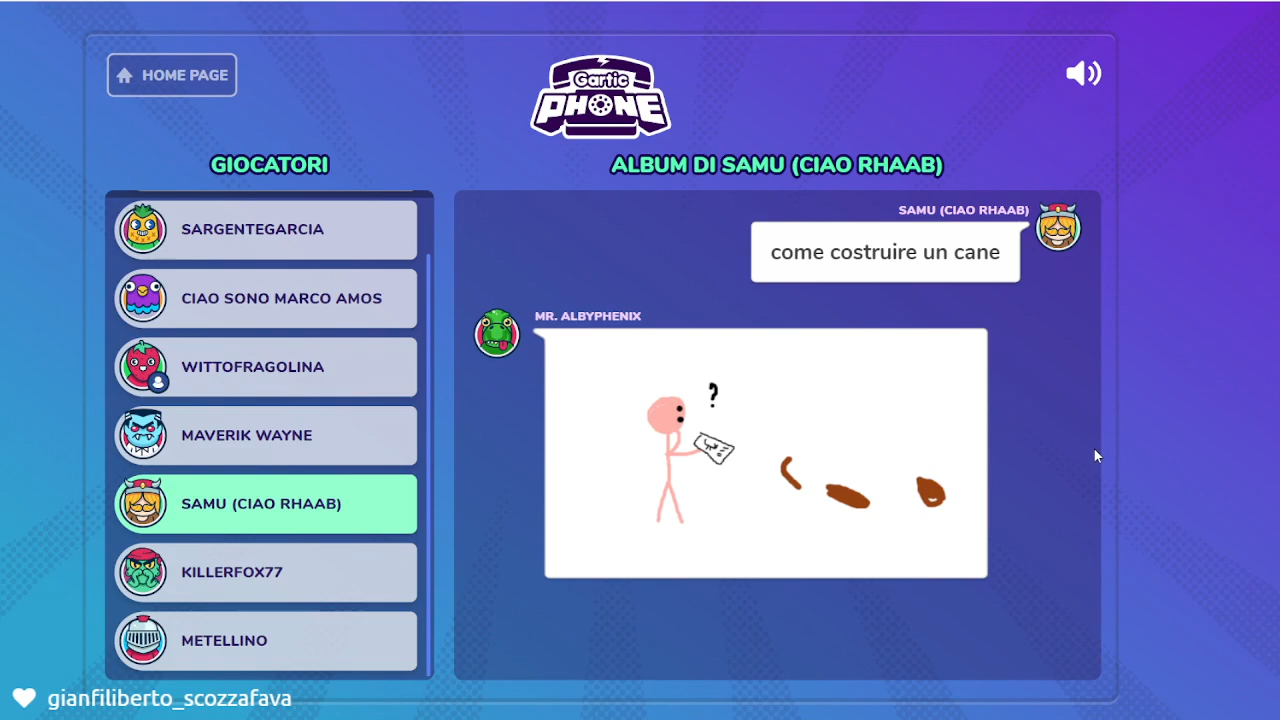 HOME PAGE
Gartic
PHONE
GIOCATORI
ALBUM DI SAMU (CIAO RHAAB)
SARGENTEGARCIA
CIAO SONO MARCO AMOS
WITTOFRAGOLINA
MAVERIK WAYNE
SAMU (CIAO RHAAB)
KILLERFOX77
METELLINO
SAMU (CIAO RHAAB)
come costruire un cane
MR. ALBYPHENIX
?
gianfiliberto_scozzafava